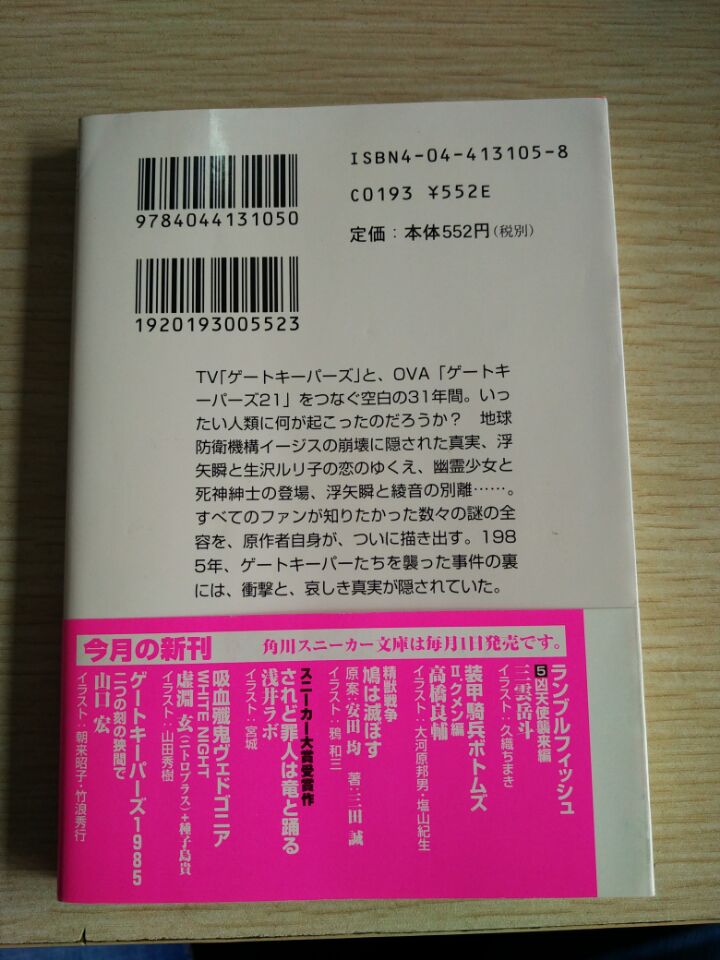 ISBN4-04-413105-8
C0193 ¥552E
定価：本体552円(税別)
9784044131050
1920193005523
TV「ゲートキーパーズ」と、OVA「ゲートキ
ーパーズ21」をつなぐ空白の31年間。いっ
たい人類に何が起こったのだろうか？　地球
防衛機構イージスの崩壊に隠された真実、浮
矢瞬と生沢ルリ子の恋のゆくえ、幽霊少女と
死神紳士の登場、浮矢瞬と綾音の別離……。
すべてのファンが知りたかった数々の謎の全
容を、原作者自身が、ついに描き出す。198
5年、ゲートキーパーたちを襲った事件の裏
には、衝撃と、哀しき真実が隠されていた。
今月の新刊
角川スニーカー文庫は毎月1日発売です。
ランブルフィッシュ
5凶天使襲来編
三雲岳斗
イラスト：久織ちまき
装甲騎兵ボトムズ
Ⅱ.クメン編
高橋良輔
イラスト：大河原邦男・塩山紀生
精獣戦争
鳩は滅ぼす
原案：安田 均　著：三田 誠
イラスト：鴉 和三
スニーカー大賞受賞作
されど罪人は竜と踊る
浅井ラボ
イラスト：宮城
吸血殲鬼ヴェドゴニア
WHITE NIGHT
虚淵 玄(ニトロプラス)+種子島貴
イラスト：山田秀樹
ゲートキーパーズ1985
二つの刻の狭間で
山口 宏
イラスト：朝来昭子・竹浪秀行